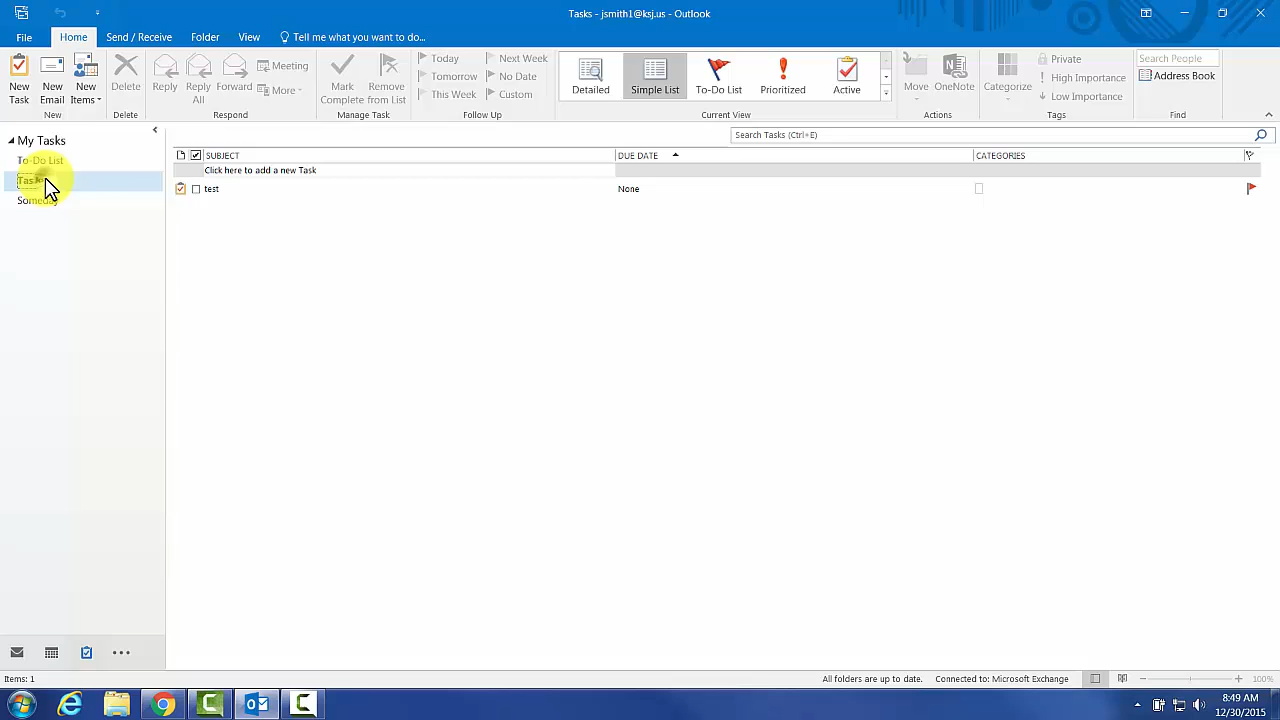 Tasks - jsmith1@ksj.us - Outlook
File Home Send / Receive Folder View Tell me what you want to do...
New Task
New Email
New Items
Delete
Reply
Reply All
Forward
Meeting
More
Mark Complete
Remove from List
Today
Tomorrow
This Week
Next Week
No Date
Custom
Detailed
Simple List
To-Do List
Prioritized
Active
Move
OneNote
Categorize
Private
High Importance
Low Importance
Search People
Address Book
New Delete Respond Manage Task Follow Up Current View Actions Tags Find
My Tasks
To-Do List
Tasks
Someday
Search Tasks (Ctrl+E)
SUBJECT DUE DATE CATEGORIES
Click here to add a new Task
test None
Items: 1 All folders are up to date. Connected to: Microsoft Exchange 100%
8:49 AM
12/30/2015